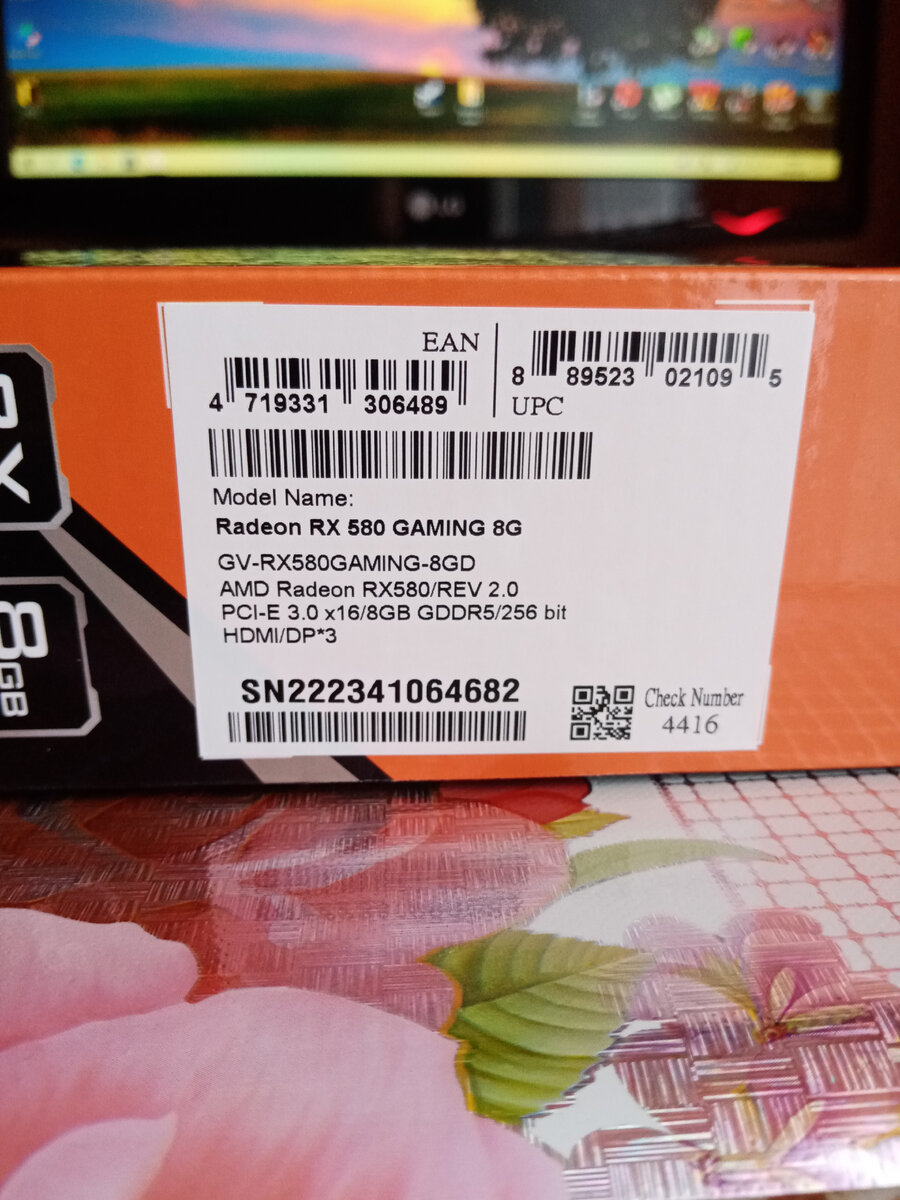 LG
RX
8GB
EAN
4 719331 306489
8 89523 02109 5
UPC
Model Name:
Radeon RX 580 GAMING 8G
GV-RX580GAMING-8GD
AMD Radeon RX580/REV 2.0
PCI-E 3.0 x16/8GB GDDR5/256 bit
HDMI/DP*3
SN222341064682
Check Number
4416